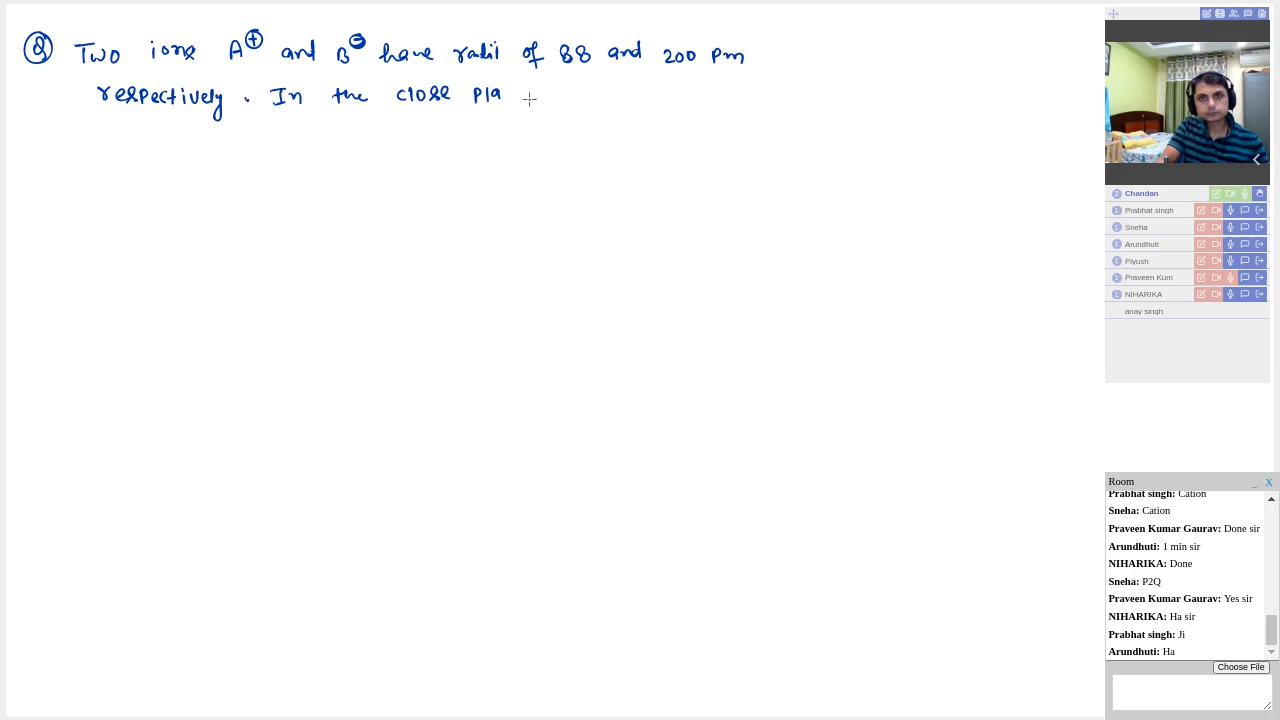 Q Two ions A+ and B- have radii of 88 and 200 pm
respectively. In the close pla
Chandan
Prabhat singh
Sneha
Arundhuti
Piyush
Praveen Kum
NIHARIKA
anay singh
Room _ X
Prabhat singh: Cation
Sneha: Cation
Praveen Kumar Gaurav: Done sir
Arundhuti: 1 min sir
NIHARIKA: Done
Sneha: P2Q
Praveen Kumar Gaurav: Yes sir
NIHARIKA: Ha sir
Prabhat singh: Ji
Arundhuti: Ha
Choose File